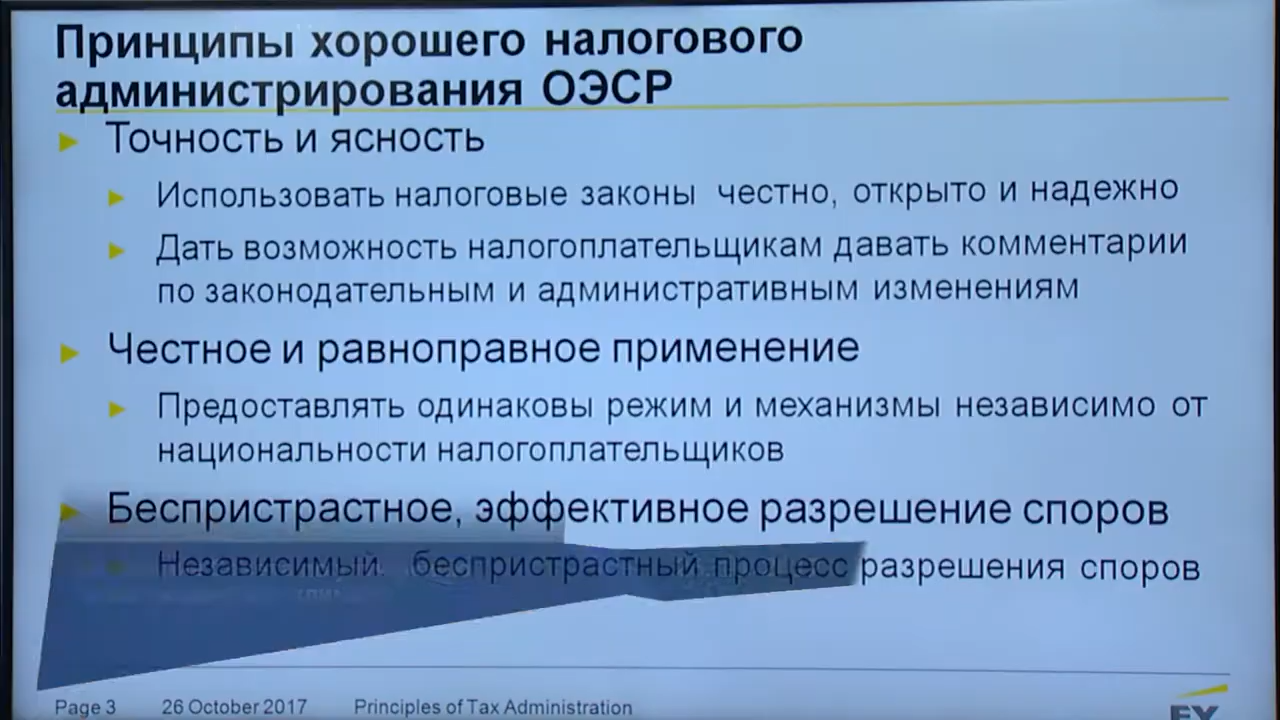 Принципы хорошего налогового
администрирования ОЭСР
Точность и ясность
Использовать налоговые законы честно, открыто и надежно
Дать возможность налогоплательщикам давать комментарии
по законодательным и административным изменениям
Честное и равноправное применение
Предоставлять одинаковы режим и механизмы независимо от
национальности налогоплательщиков
Беспристрастное, эффективное разрешение споров
Независимый беспристрастный процесс разрешения споров
Page 3 26 October 2017 Principles of Tax Administration
EY